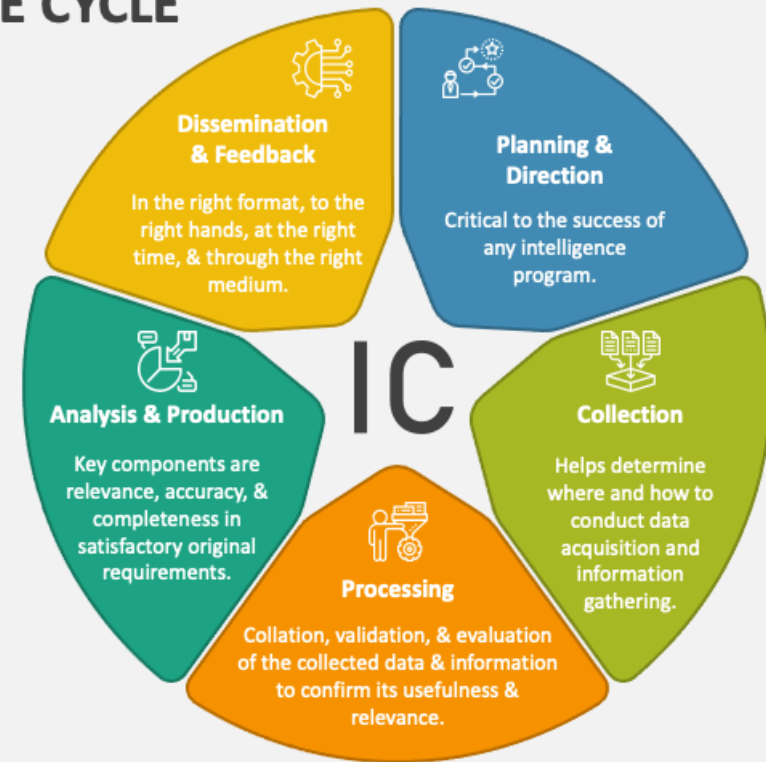 E CYCLE
Dissemination
& Feedback
In the right format, to the
right hands, at the right
time, & through the right
medium.
Planning &
Direction
Critical to the success of
any intelligence
program.
Analysis & Production
Key components are
relevance, accuracy, &
completeness in
satisfactory original
requirements.
IC
Collection
Helps determine
where and how to
conduct data
acquisition and
information
gathering.
Processing
Collation, validation, & evaluation
of the collected data & information
to confirm its usefulness &
relevance.